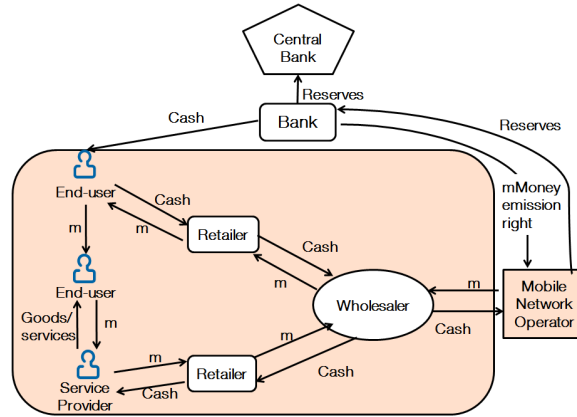 Central
Bank
Reserves
Cash
Bank
Reserves
mMoney
emission
right
End-user
Cash
m
Retailer
Cash
m
m
End-user
Goods/
services
m
Wholesaler
m
Cash
Mobile
Network
Operator
m
m
Retailer
Cash
Cash
Service
Provider